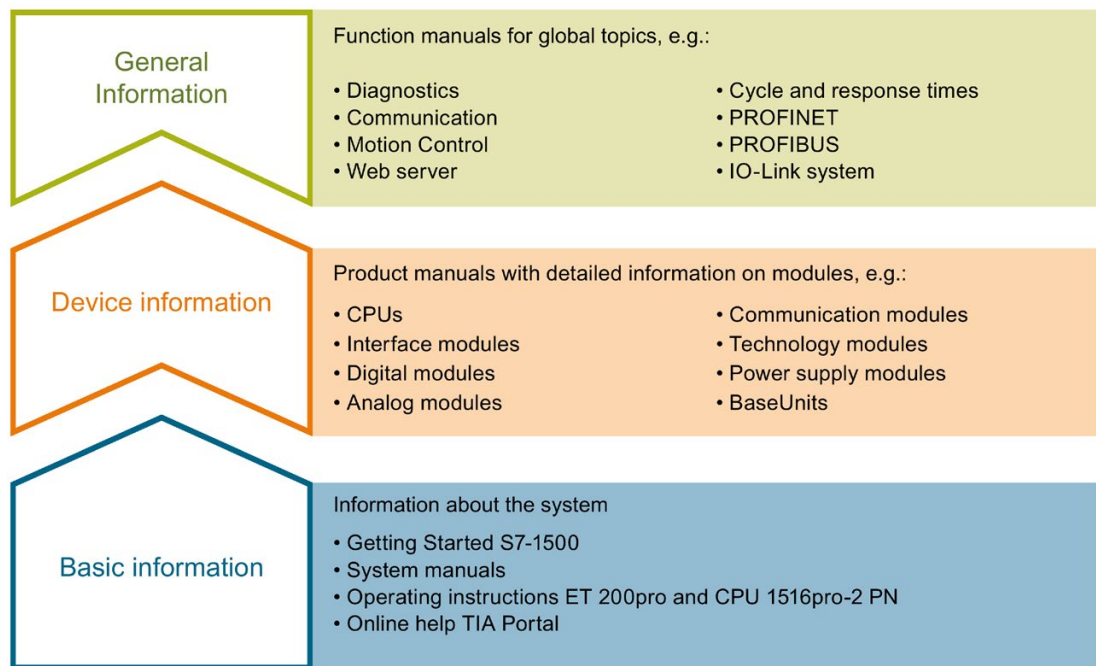 General
Information
Function manuals for global topics, e.g.:
• Diagnostics
• Communication
• Motion Control
• Web server
• Cycle and response times
• PROFINET
• PROFIBUS
• IO-Link system
Device information
Product manuals with detailed information on modules, e.g.:
• CPUs
• Interface modules
• Digital modules
• Analog modules
• Communication modules
• Technology modules
• Power supply modules
• BaseUnits
Basic information
Information about the system
• Getting Started S7-1500
• System manuals
• Operating instructions ET 200pro and CPU 1516pro-2 PN
• Online help TIA Portal